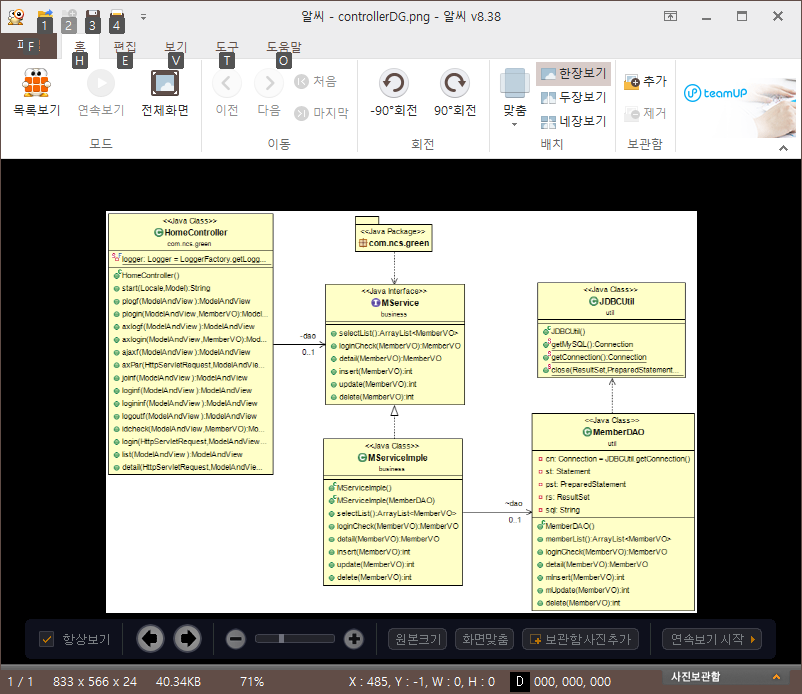 알씨 - controllerDG.png - 알씨 v8.38
1 2 3 4
파 F 홈 편집 보기 도구 도움말
H E V T O
목록보기 연속보기 전체화면
이전 다음 처음
마지막
-90°회전 90°회전
맞춤 한장보기
두장보기
네장보기
추가
제거
teamUP
모드 이동 회전 배치 보관함
<<Java Class>>
HomeController
com.ncs.green
logger: Logger = LoggerFactory.getLogg...
HomeController()
start(Locale,Model):String
plogf(ModelAndView):ModelAndView
plogin(ModelAndView,MemberVO):Model...
axlogf(ModelAndView):ModelAndView
axlogin(ModelAndView,MemberVO):Mod...
ajaxf(ModelAndView):ModelAndView
axPar(HttpServletRequest,ModelAndVie...
joinf(ModelAndView):ModelAndView
loginf(ModelAndView):ModelAndView
logininf(ModelAndView):ModelAndView
logoutf(ModelAndView):ModelAndView
idcheck(ModelAndView,MemberVO):Mo...
login(HttpServletRequest,ModelAndView...
list(ModelAndView):ModelAndView
detail(HttpServletRequest,ModelAndVie...
-dao
0..1
<<Java Package>>
com.ncs.green
<<Java Interface>>
MService
business
selectList():ArrayList<MemberVO>
loginCheck(MemberVO):MemberVO
detail(MemberVO):MemberVO
insert(MemberVO):int
update(MemberVO):int
delete(MemberVO):int
<<Java Class>>
MServiceImple
business
MServiceImple()
MServiceImple(MemberDAO)
selectList():ArrayList<MemberVO>
loginCheck(MemberVO):MemberVO
detail(MemberVO):MemberVO
insert(MemberVO):int
update(MemberVO):int
delete(MemberVO):int
~dao
0..1
<<Java Class>>
JDBCUtil
util
JDBCUtil()
getMySQL():Connection
getConnection():Connection
close(ResultSet,PreparedStatement...
<<Java Class>>
MemberDAO
util
cn: Connection = JDBCUtil.getConnection()
st: Statement
pst: PreparedStatement
rs: ResultSet
sql: String
MemberDAO()
memberList():ArrayList<MemberVO>
loginCheck(MemberVO):MemberVO
detail(MemberVO):MemberVO
mInsert(MemberVO):int
mUpdate(MemberVO):int
delete(MemberVO):int
항상보기 원본크기 화면맞춤 보관함사진추가 연속보기 시작
1 / 1 833 x 566 x 24 40.34KB 71% X : 485, Y : -1, W : 0, H : 0 D 000, 000, 000 사진보관함